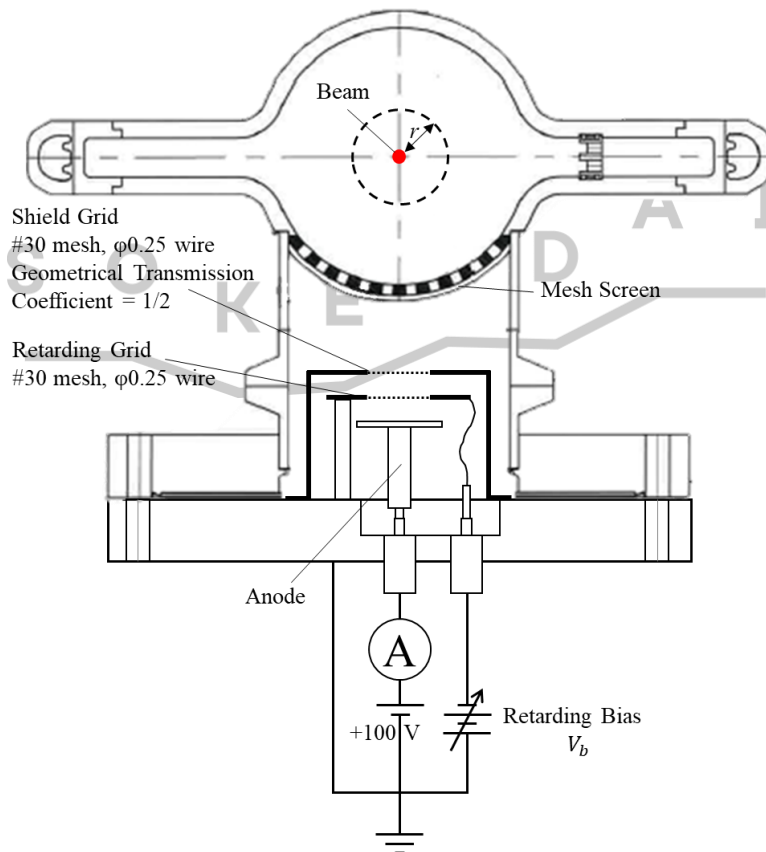 Beam
r
Shield Grid
#30 mesh, φ0.25 wire
Geometrical Transmission
Coefficient = 1/2
Mesh Screen
Retarding Grid
#30 mesh, φ0.25 wire
Anode
A
+100 V
Retarding Bias
V_b
S O K E N D A I